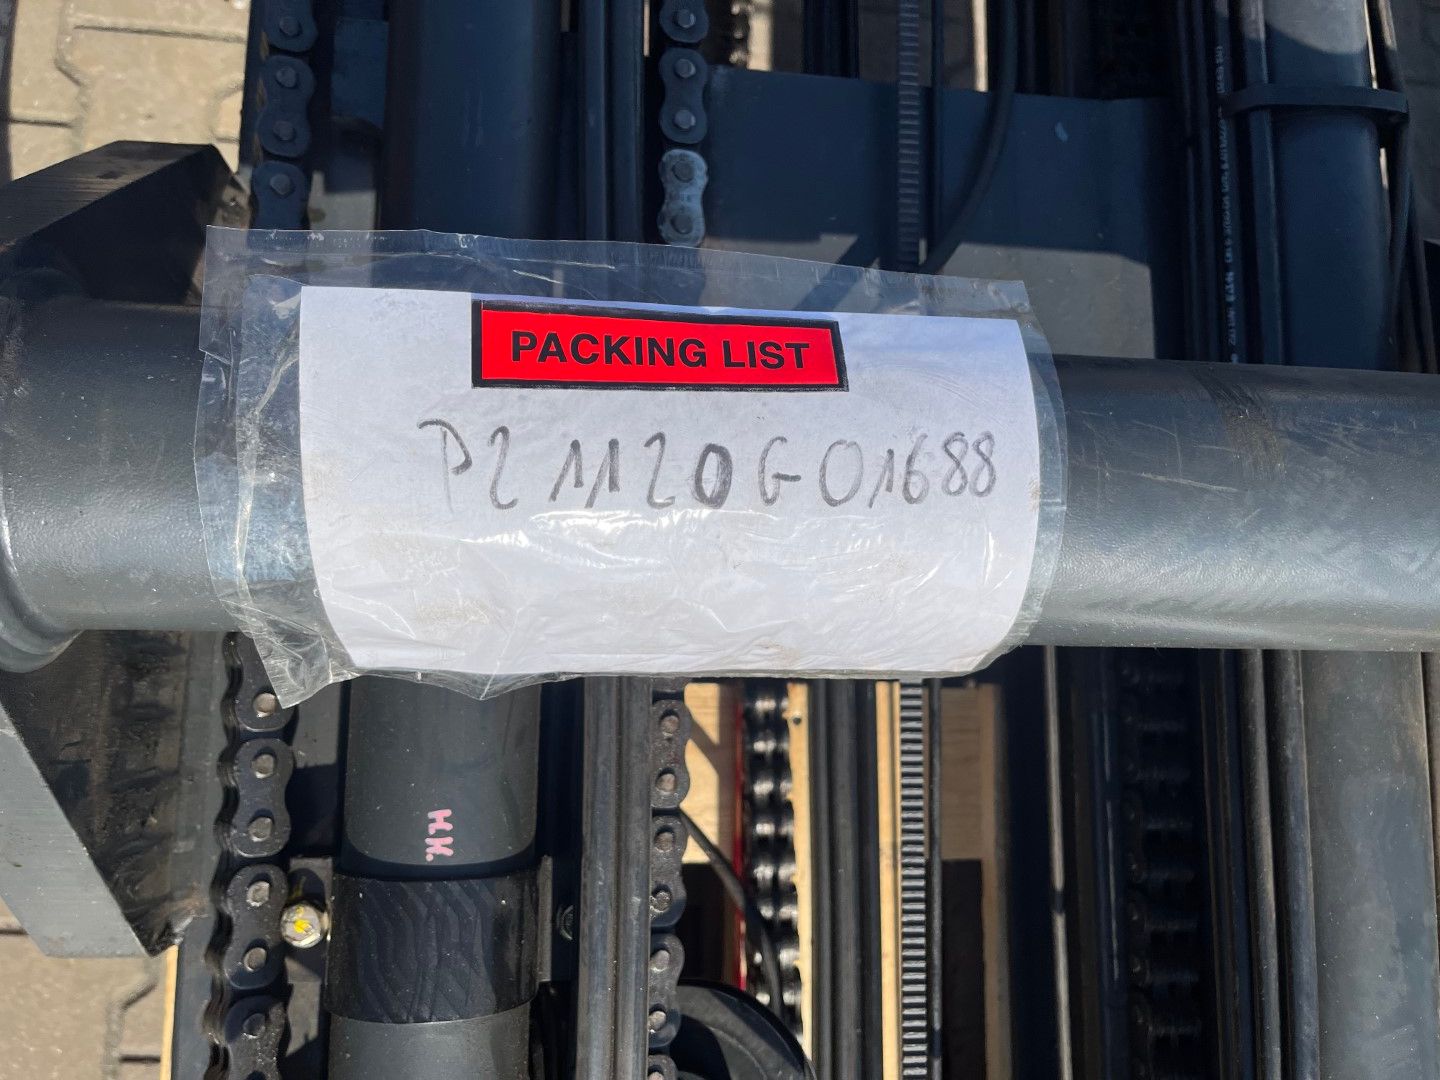 PACKING LIST
P21120G01688
H.K.